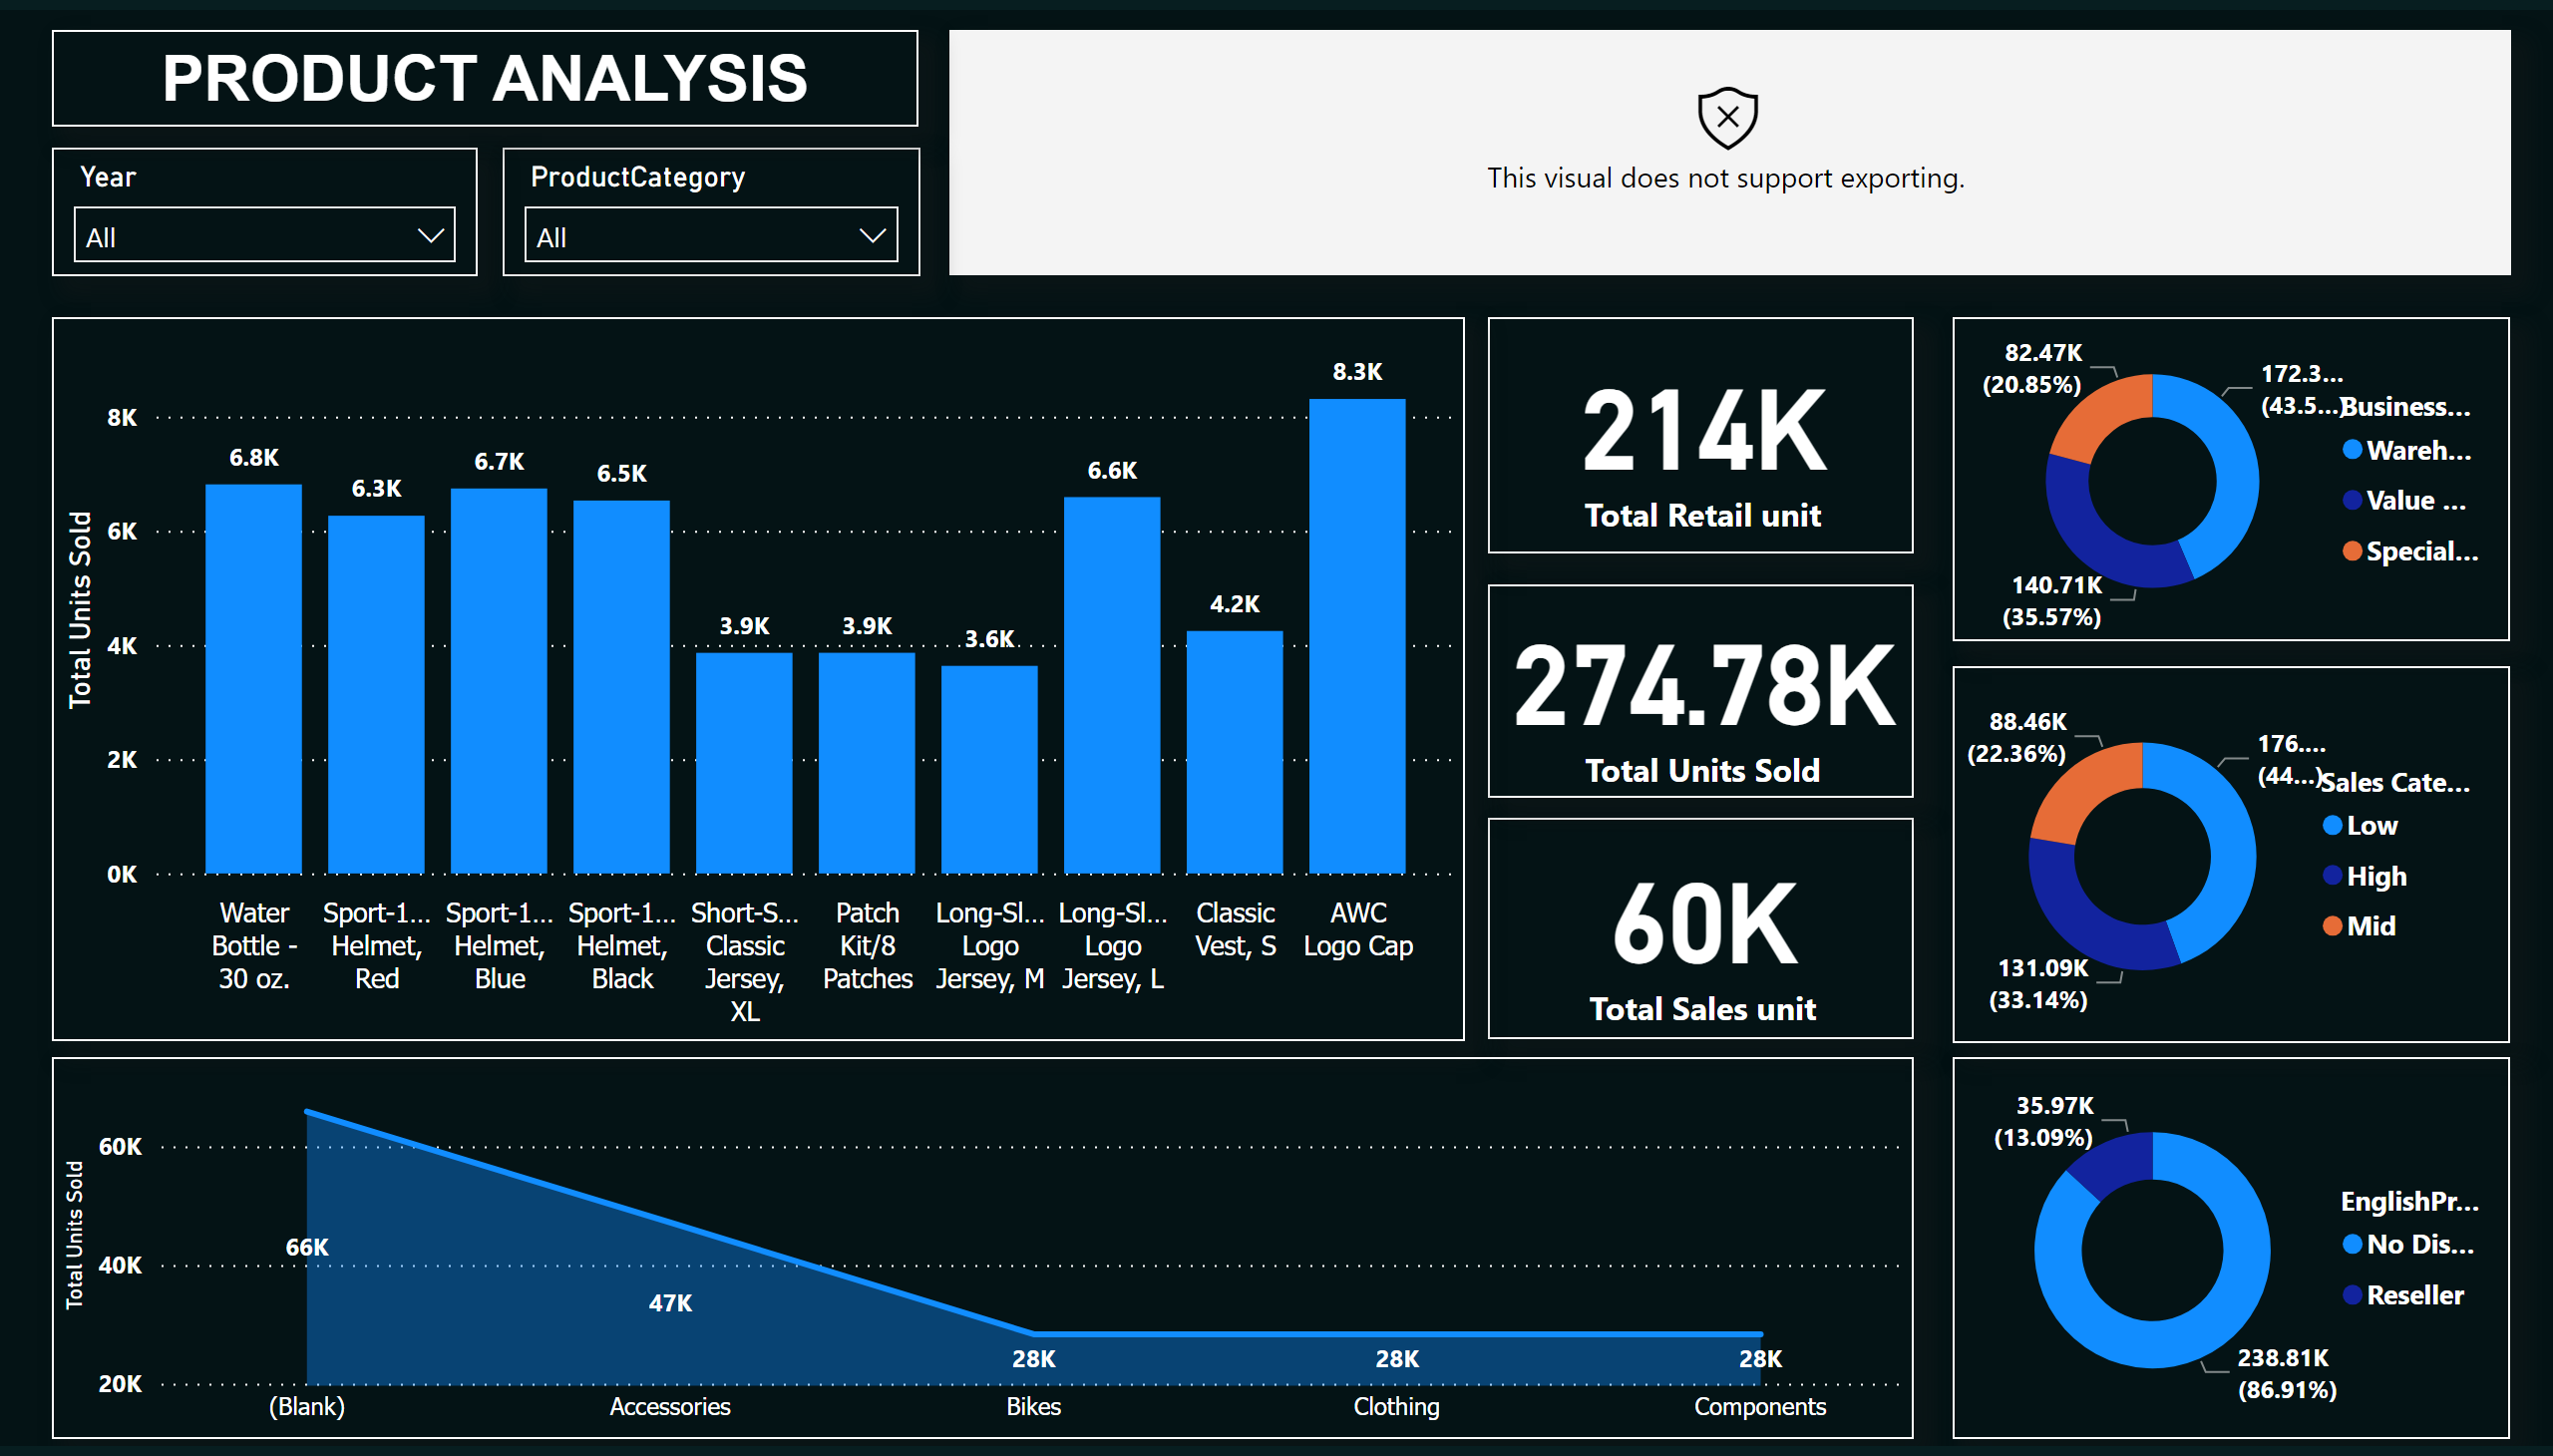 PRODUCT ANALYSIS
Year
All
ProductCategory
All
This visual does not support exporting.
Total Units Sold
8K
6K
4K
2K
0K
6.8K
6.3K
6.7K
6.5K
3.9K
3.9K
3.6K
6.6K
4.2K
8.3K
Water
Bottle -
30 oz.
Sport-1...
Helmet,
Red
Sport-1...
Helmet,
Blue
Sport-1...
Helmet,
Black
Short-S...
Classic
Jersey,
XL
Patch
Kit/8
Patches
Long-Sl...
Logo
Jersey, M
Long-Sl...
Logo
Jersey, L
Classic
Vest, S
AWC
Logo Cap
214K
Total Retail unit
274.78K
Total Units Sold
60K
Total Sales unit
82.47K
(20.85%)
172.3...
(43.5...)
140.71K
(35.57%)
Business...
Wareh...
Value ...
Special...
88.46K
(22.36%)
176....
(44...)
131.09K
(33.14%)
Sales Cate...
Low
High
Mid
Total Units Sold
60K
40K
20K
66K
47K
28K
28K
28K
(Blank)
Accessories
Bikes
Clothing
Components
35.97K
(13.09%)
238.81K
(86.91%)
EnglishPr...
No Dis...
Reseller